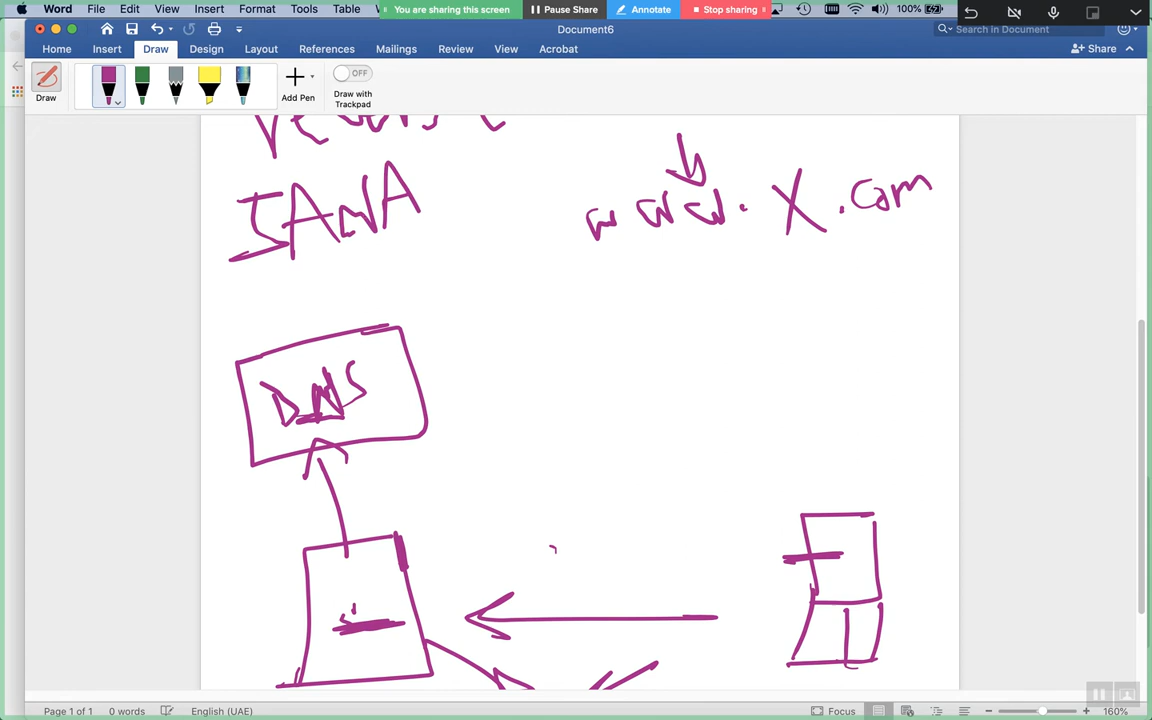 Word File Edit View Insert Format Tools Table
You are sharing this screen Pause Share Annotate Stop sharing
100%
Document6
Search in Document
Home Insert Draw Design Layout References Mailings Review View Acrobat
Share
Draw
Add Pen
OFF
Draw with
Trackpad
IANA
www.X.com
DNS
Page 1 of 1 0 words English (UAE)
Focus
160%